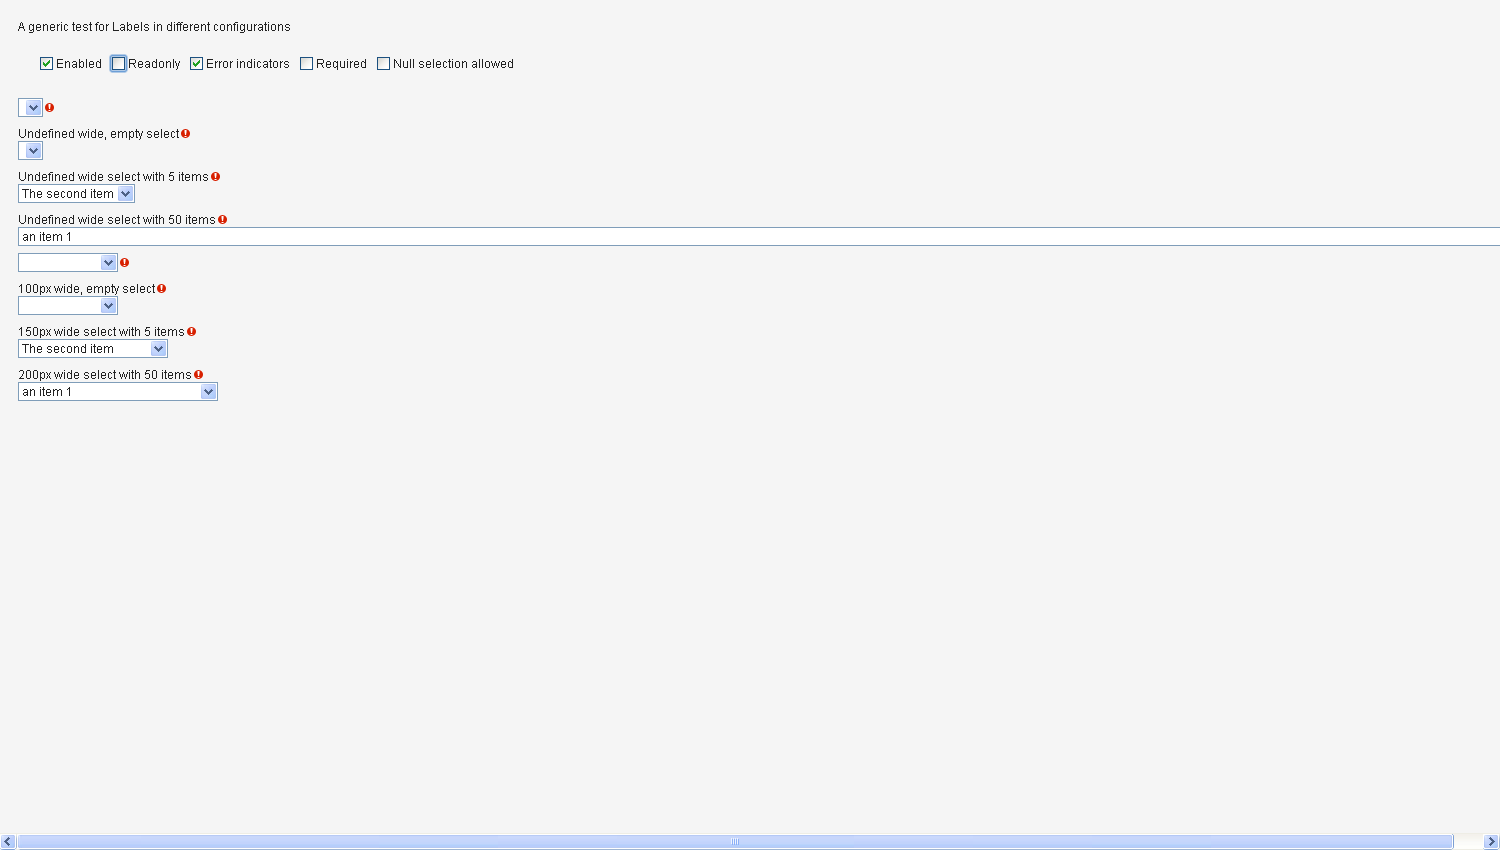 A generic test for Labels in different configurations
Enabled Readonly Error indicators Required Null selection allowed
Undefined wide, empty select
Undefined wide select with 5 items
The second item
Undefined wide select with 50 items
an item 1
100px wide, empty select
150px wide select with 5 items
The second item
200px wide select with 50 items
an item 1